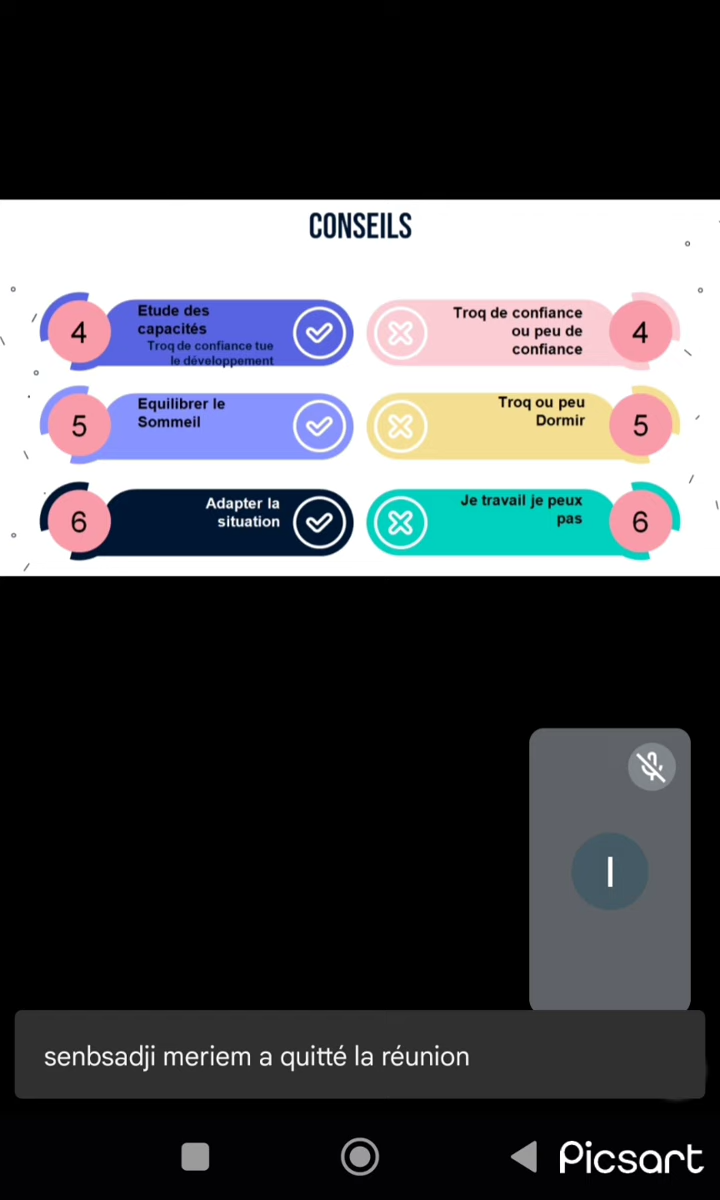 CONSEILS
4
Etude des
capacités
Troq de confiance tue
le développement
Troq de confiance
ou peu de
confiance
4
5
Equilibrer le
Sommeil
Troq ou peu
Dormir
5
6
Adapter la
situation
Je travail je peux
pas
6
I
senbsadji meriem a quitté la réunion
Picsart